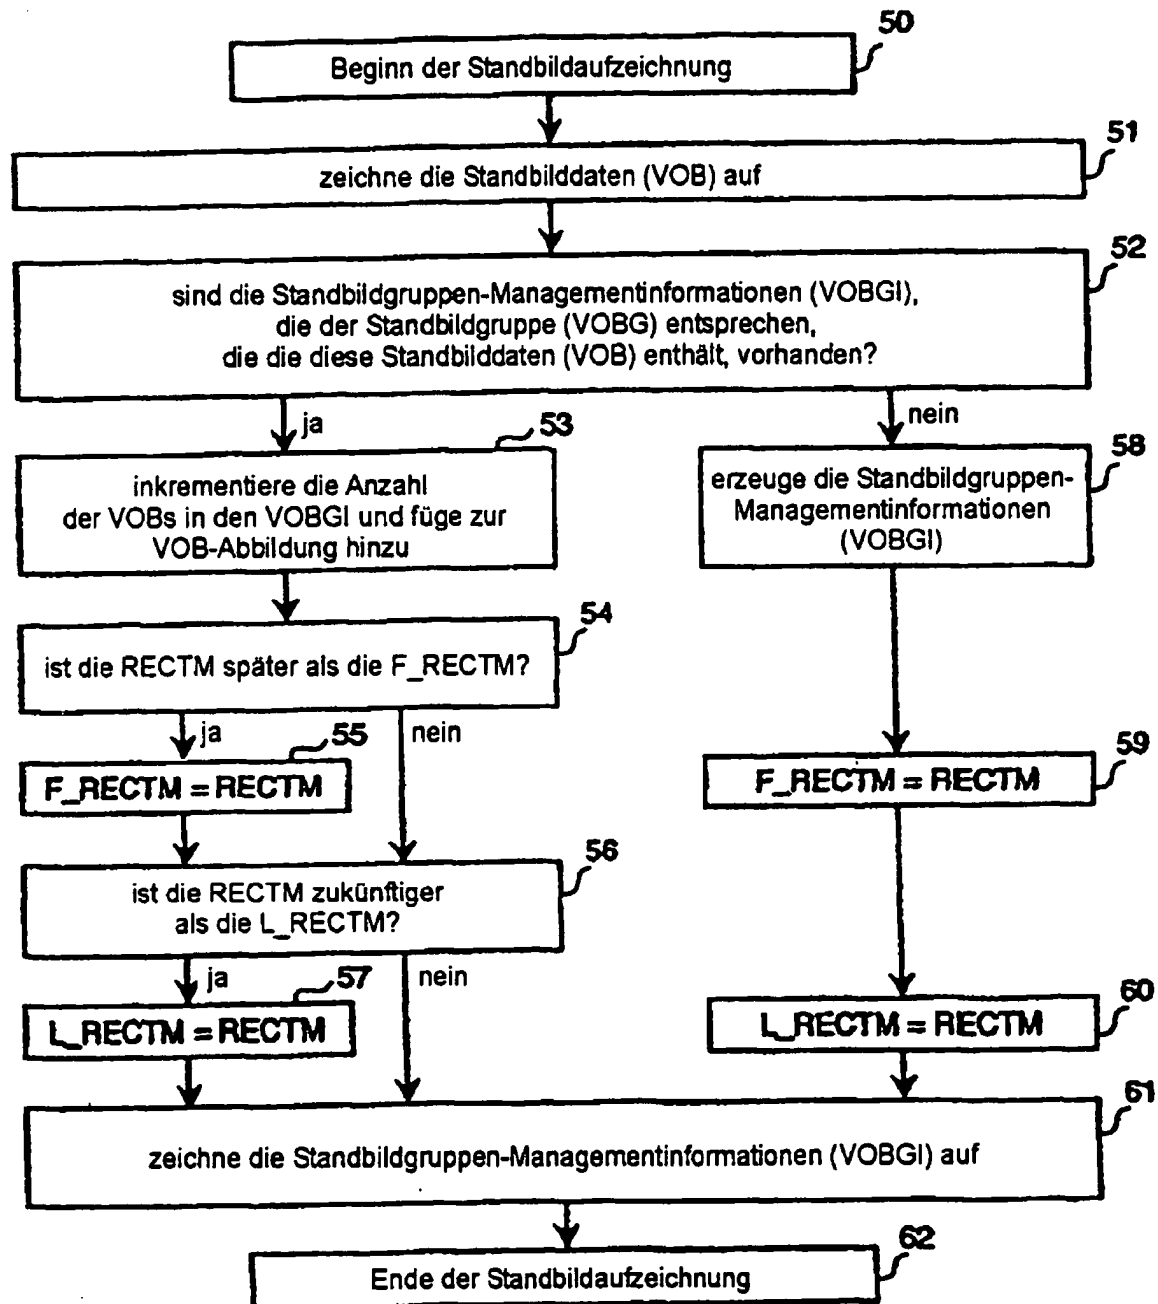 50
Beginn der Standbildaufzeichnung
51
zeichne die Standbilddaten (VOB) auf
52
sind die Standbildgruppen-Managementinformationen (VOBGI),
die der Standbildgruppe (VOBG) entsprechen,
die die diese Standbilddaten (VOB) enthält, vorhanden?
ja
nein
53
inkrementiere die Anzahl
der VOBs in den VOBGI und füge zur
VOB-Abbildung hinzu
58
erzeuge die Standbildgruppen-
Managementinformationen
(VOBGI)
54
ist die RECTM später als die F_RECTM?
ja
nein
55
F_RECTM = RECTM
59
F_RECTM = RECTM
56
ist die RECTM zukünftiger
als die L_RECTM?
ja
nein
57
L_RECTM = RECTM
60
L_RECTM = RECTM
61
zeichne die Standbildgruppen-Managementinformationen (VOBGI) auf
62
Ende der Standbildaufzeichnung